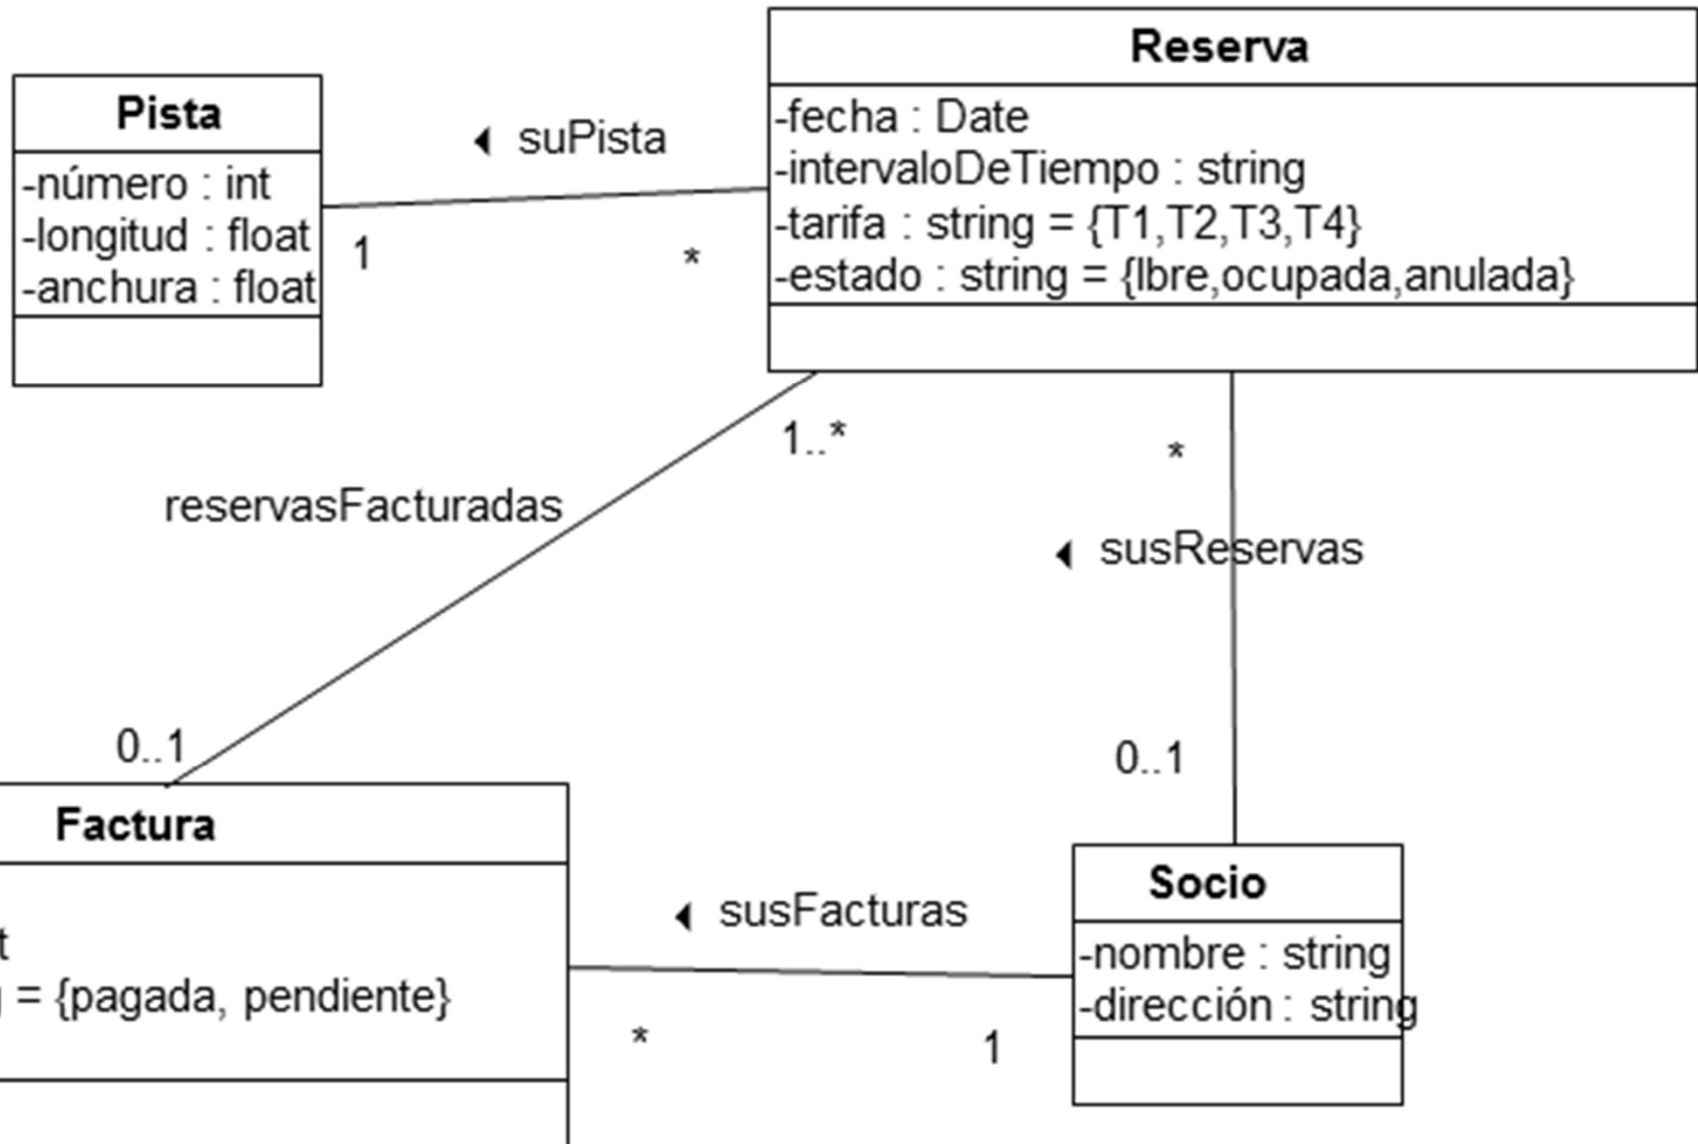 Reserva
-fecha : Date
-intervaloDeTiempo : string
-tarifa : string = {T1,T2,T3,T4}
-estado : string = {lbre,ocupada,anulada}
Pista
-número : int
-longitud : float
-anchura : float
suPista
1
*
1..*
*
reservasFacturadas
susReservas
0..1
0..1
Factura
t
= {pagada, pendiente}
susFacturas
*
1
Socio
-nombre : string
-dirección : string